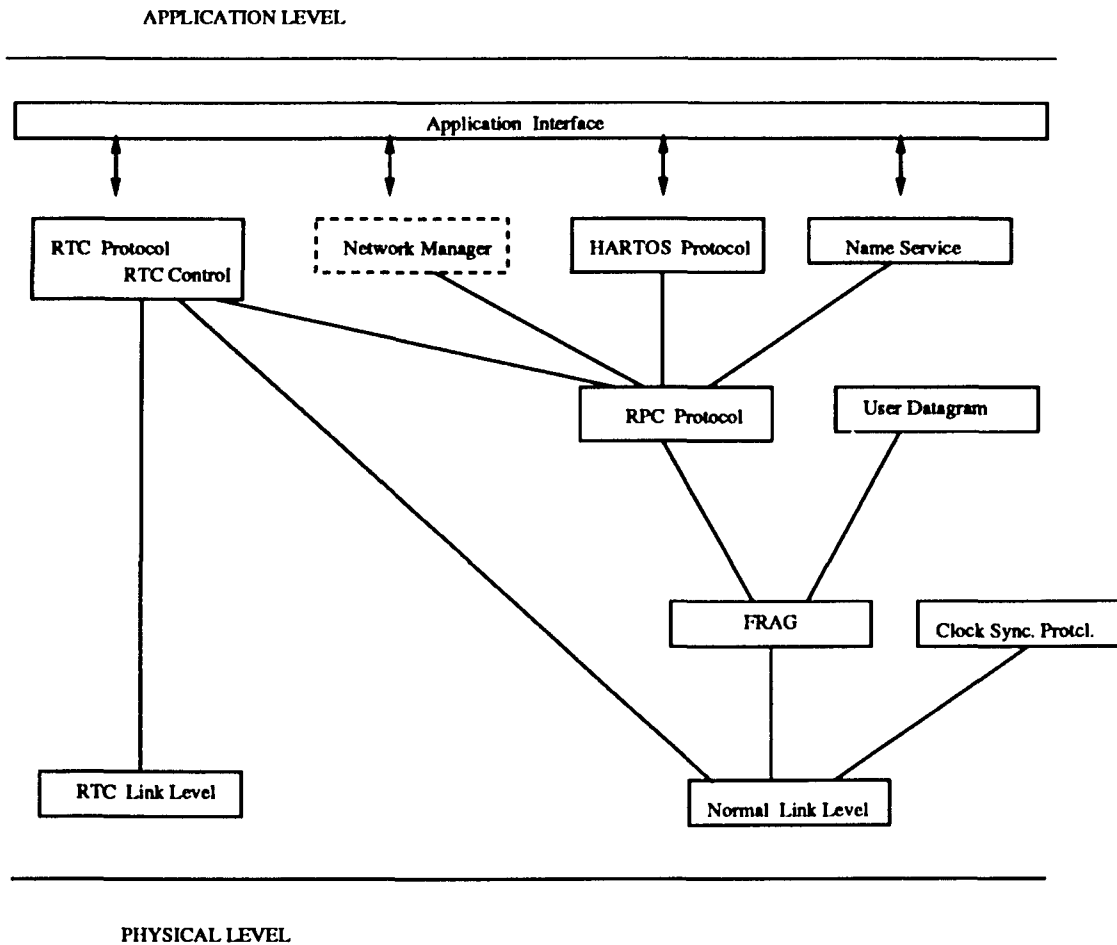 APPLICATION LEVEL
Application Interface
RTC Protocol
RTC Control
Network Manager
HARTOS Protocol
Name Service
RPC Protocol
User Datagram
FRAG
Clock Sync. Protcl.
RTC Link Level
Normal Link Level
PHYSICAL LEVEL